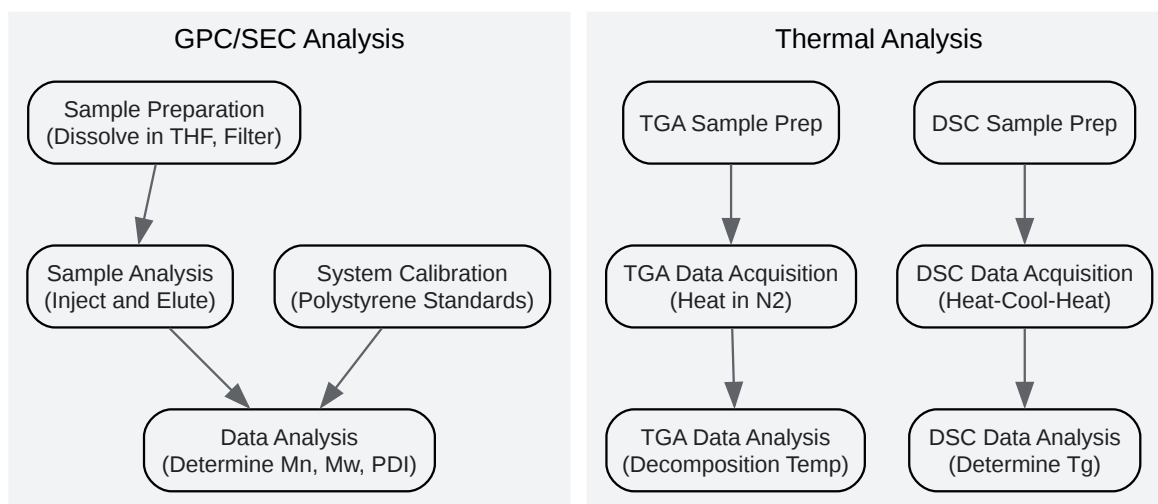 GPC/SEC Analysis
Sample Preparation
(Dissolve in THF, Filter)
Sample Analysis
(Inject and Elute)
System Calibration
(Polystyrene Standards)
Data Analysis
(Determine Mn, Mw, PDI)
Thermal Analysis
TGA Sample Prep
DSC Sample Prep
TGA Data Acquisition
(Heat in N2)
DSC Data Acquisition
(Heat-Cool-Heat)
TGA Data Analysis
(Decomposition Temp)
DSC Data Analysis
(Determine Tg)